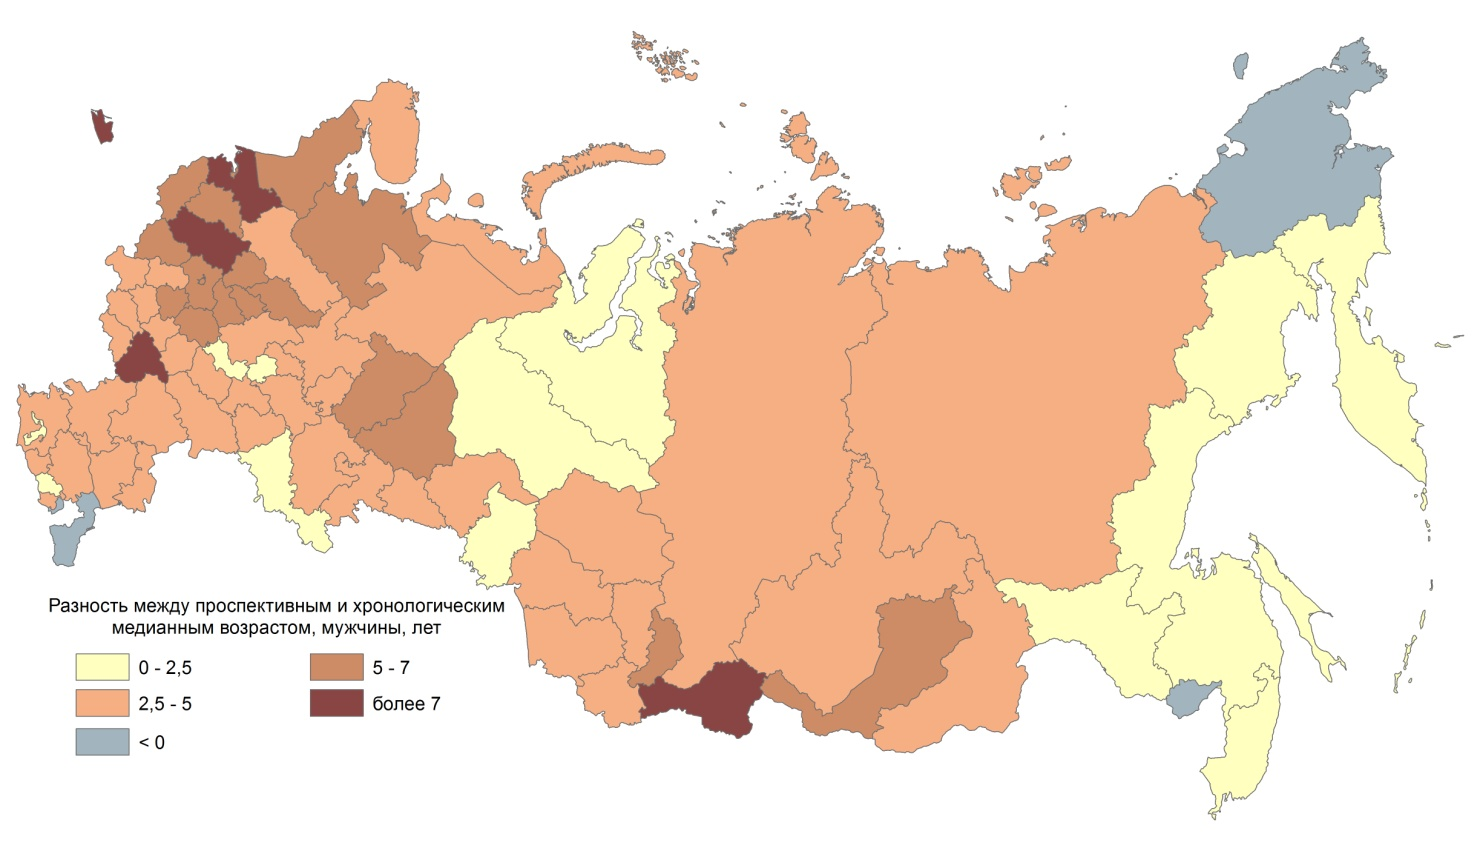 Разность между проспективным и хронологическим
медианным возрастом, мужчины, лет
0 - 2,5
2,5 - 5
< 0
5 - 7
более 7